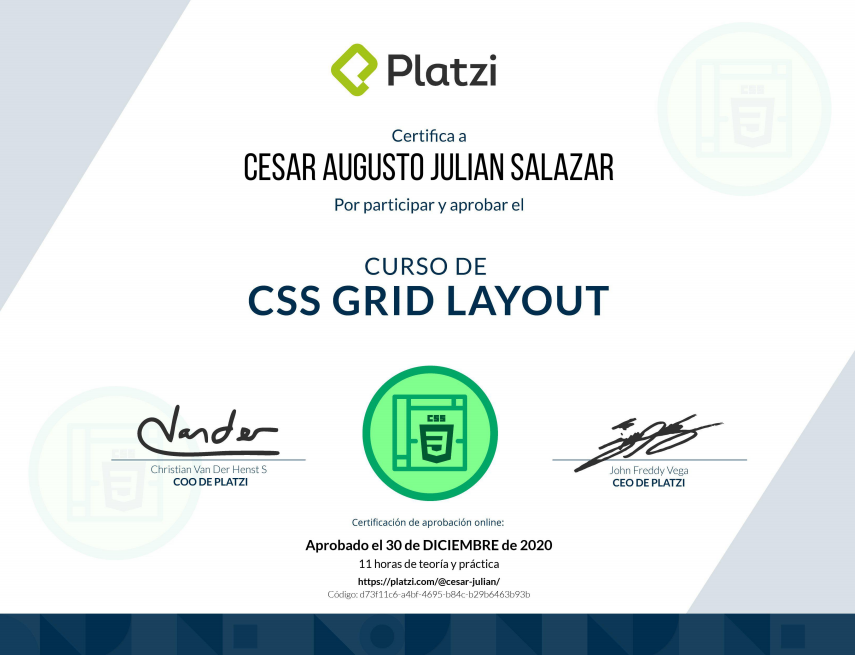 Platzi
Certifica a
CESAR AUGUSTO JULIAN SALAZAR
Por participar y aprobar el
CURSO DE
CSS GRID LAYOUT
CSS
Vander
Christian Van Der Henst S
COO DE PLATZI
John Freddy Vega
CEO DE PLATZI
Certificación de aprobación online:
Aprobado el 30 de DICIEMBRE de 2020
11 horas de teoría y práctica
https://platzi.com/@cesar-julian/
Código: d73f11c6-a4bf-4695-b84c-b29b6463b93b